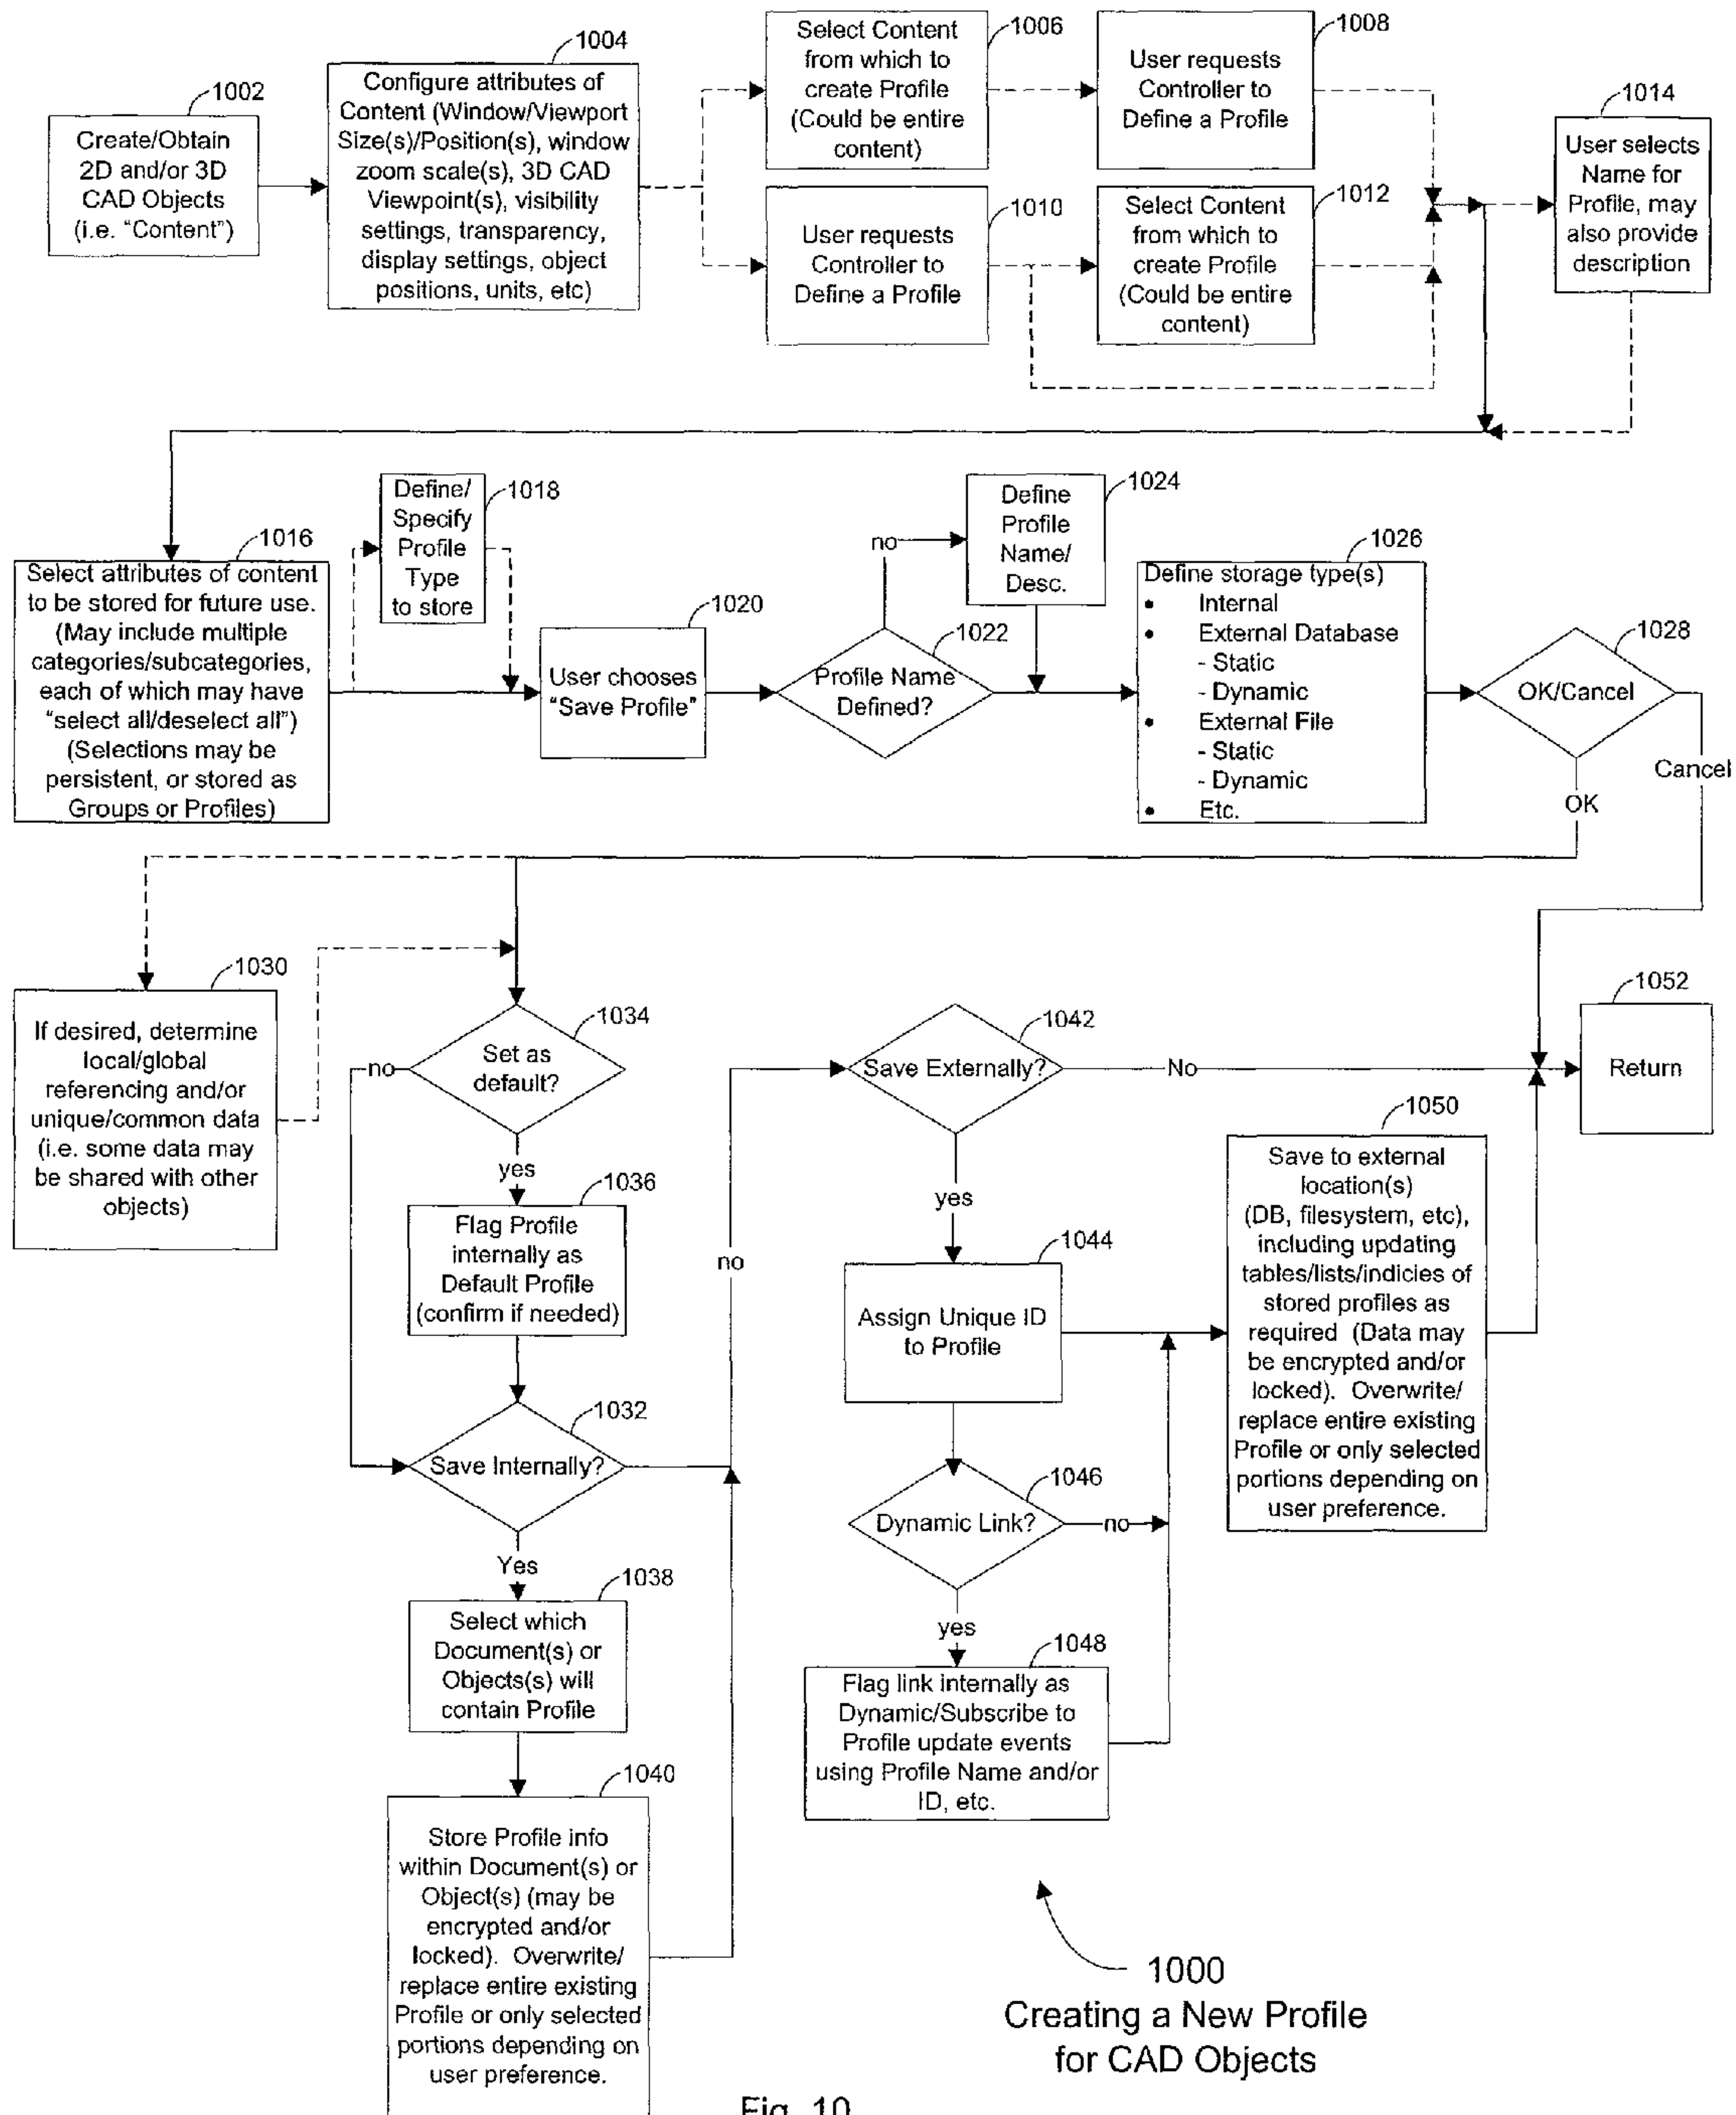 1002
Create/Obtain
2D and/or 3D
CAD Objects
(i.e. "Content")
1004
Configure attributes of
Content (Window/Viewport
Size(s)/Position(s), window
zoom scale(s), 3D CAD
Viewpoint(s), visibility
settings, transparency,
display settings, object
positions, units, etc)
1006
Select Content
from which to
create Profile
(Could be entire
content)
1008
User requests
Controller to
Define a Profile
1010
User requests
Controller to
Define a Profile
1012
Select Content
from which to
create Profile
(Could be entire
content)
1014
User selects
Name for
Profile, may
also provide
description
1016
Select attributes of content
to be stored for future use.
(May include multiple
categories/subcategories,
each of which may have
"select all/deselect all")
(Selections may be
persistent, or stored as
Groups or Profiles)
1018
Define/
Specify
Profile
Type
to store
1020
User chooses
"Save Profile"
1022
Profile Name
Defined?
no
1024
Define
Profile
Name/
Desc.
1026
Define storage type(s)
• Internal
• External Database
- Static
- Dynamic
• External File
- Static
- Dynamic
• Etc.
1028
OK/Cancel
Cancel
OK
1030
If desired, determine
local/global
referencing and/or
unique/common data
(i.e. some data may
be shared with other
objects)
1034
Set as
default?
no
yes
1036
Flag Profile
internally as
Default Profile
(confirm if needed)
1032
Save Internally?
no
Yes
1038
Select which
Document(s) or
Objects(s) will
contain Profile
1040
Store Profile info
within Document(s) or
Object(s) (may be
encrypted and/or
locked). Overwrite/
replace entire existing
Profile or only selected
portions depending on
user preference.
1042
Save Externally?
No
yes
1044
Assign Unique ID
to Profile
1046
Dynamic Link?
no
yes
1048
Flag link internally as
Dynamic/Subscribe to
Profile update events
using Profile Name and/or
ID, etc.
1050
Save to external
location(s)
(DB, filesystem, etc),
including updating
tables/lists/indicies of
stored profiles as
required (Data may
be encrypted and/or
locked). Overwrite/
replace entire existing
Profile or only selected
portions depending on
user preference.
1052
Return
1000
Creating a New Profile
for CAD Objects
Fig. 10